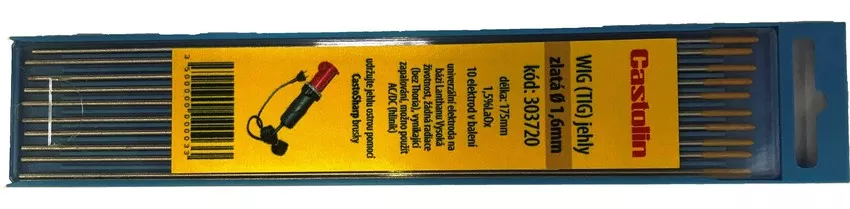 Castolin
WIG (TIG) jehly
zlatá Ø 1,6mm
kód: 303720
délka: 175mm
1,5%LaOx
10 elektrod v balení
univerzální elektroda na
bázi Lanthanu Vysoká
životnost, žádná radiace
(bez Thoria), vynikající
zapalování, možno použít
AC/DC (hliník)
udržujte jehlu ostrou pomocí
CastoSharp brusky